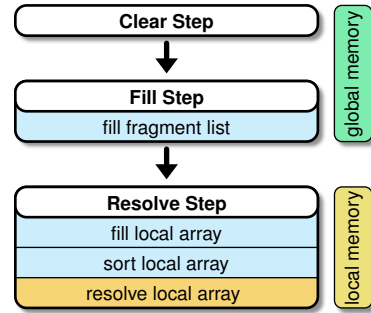 Clear Step
Fill Step
fill fragment list
global memory
Resolve Step
fill local array
sort local array
resolve local array
local memory